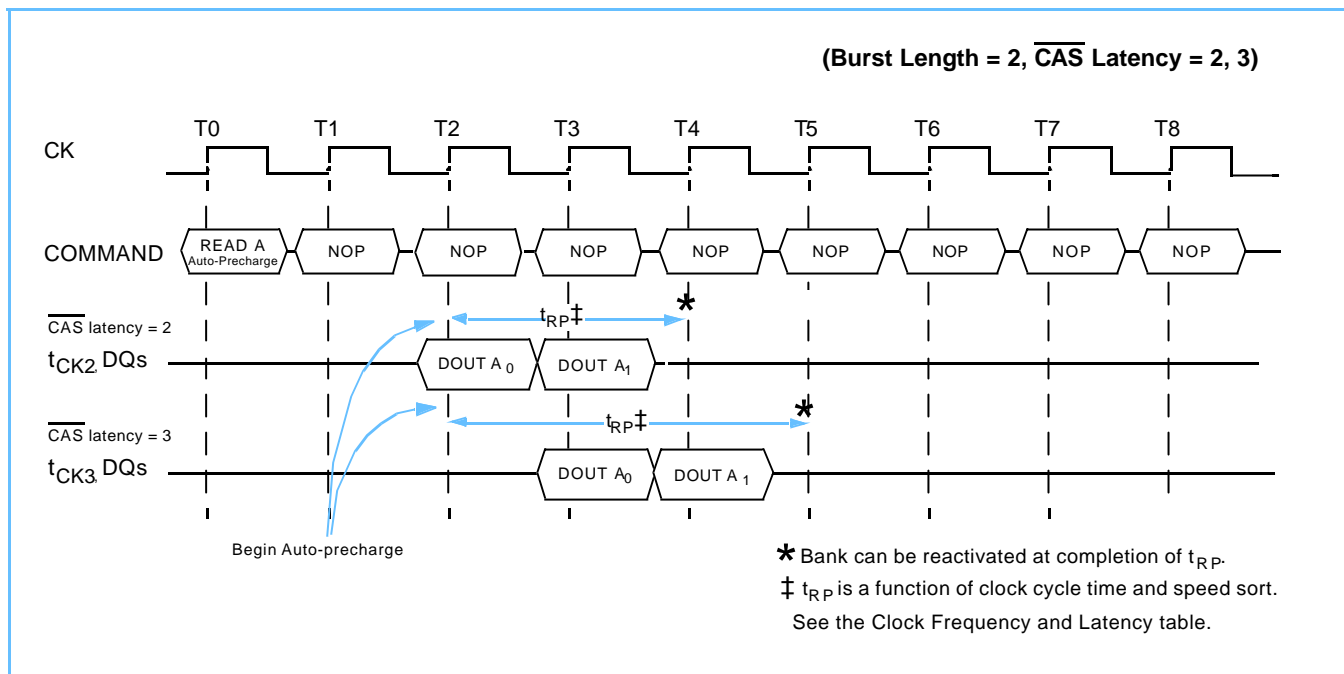 (Burst Length = 2, CAS Latency = 2, 3)
T0 T1 T2 T3 T4 T5 T6 T7 T8
CK
COMMAND
READ A
Auto-Precharge
NOP NOP NOP NOP NOP NOP NOP NOP
tRP‡
*
CAS latency = 2
tCK2, DQs
DOUT A0 DOUT A1
tRP‡
*
CAS latency = 3
tCK3, DQs
DOUT A0 DOUT A1
Begin Auto-precharge
* Bank can be reactivated at completion of tRP.
‡ tRP is a function of clock cycle time and speed sort.
See the Clock Frequency and Latency table.